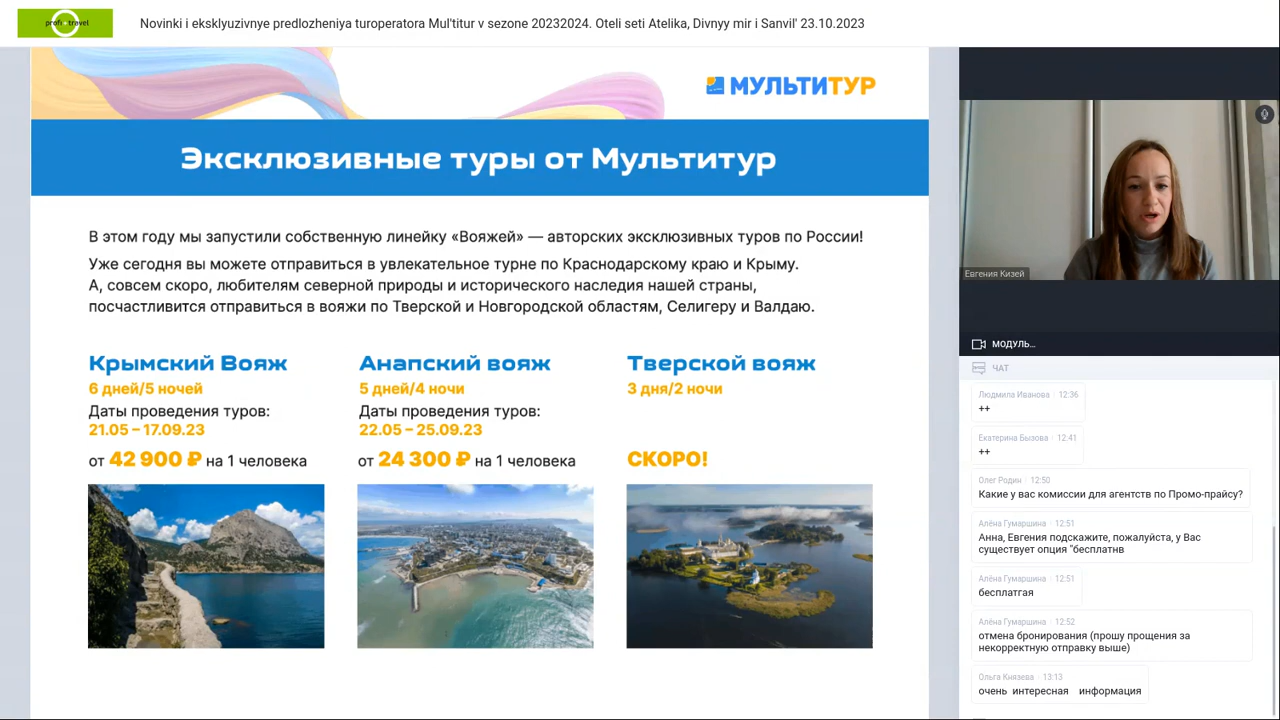 profi travel
Novinki i eksklyuzivnye predlozheniya turoperatora Mul'titur v sezone 20232024. Oteli seti Atelika, Divnyy mir i Sanvil' 23.10.2023
МУЛЬТИТУР
Эксклюзивные туры от Мультитур
В этом году мы запустили собственную линейку «Вояжей» — авторских эксклюзивных туров по России!
Уже сегодня вы можете отправиться в увлекательное турне по Краснодарскому краю и Крыму.
А, совсем скоро, любителям северной природы и исторического наследия нашей страны,
посчастливится отправиться в вояжи по Тверской и Новгородской областям, Селигеру и Валдаю.
Крымский Вояж
6 дней/5 ночей
Даты проведения туров:
21.05 – 17.09.23
от 42 900 ₽ на 1 человека
Анапский вояж
5 дней/4 ночи
Даты проведения туров:
22.05 – 25.09.23
от 24 300 ₽ на 1 человека
Тверской вояж
3 дня/2 ночи
СКОРО!
Евгения Кизей
МОДУЛЬ...
ЧАТ
Людмила Иванова 12:36
++
Екатерина Бызова 12:41
++
Олег Родин 12:50
Какие у вас комиссии для агентств по Промо-прайсу?
Алёна Гумаршина 12:51
Анна, Евгения подскажите, пожалуйста, у Вас
существует опция "бесплатнв
Алёна Гумаршина 12:51
бесплатгая
Алёна Гумаршина 12:52
отмена бронирования (прошу прощения за
некорректную отправку выше)
Ольга Князева 13:13
очень интересная информация